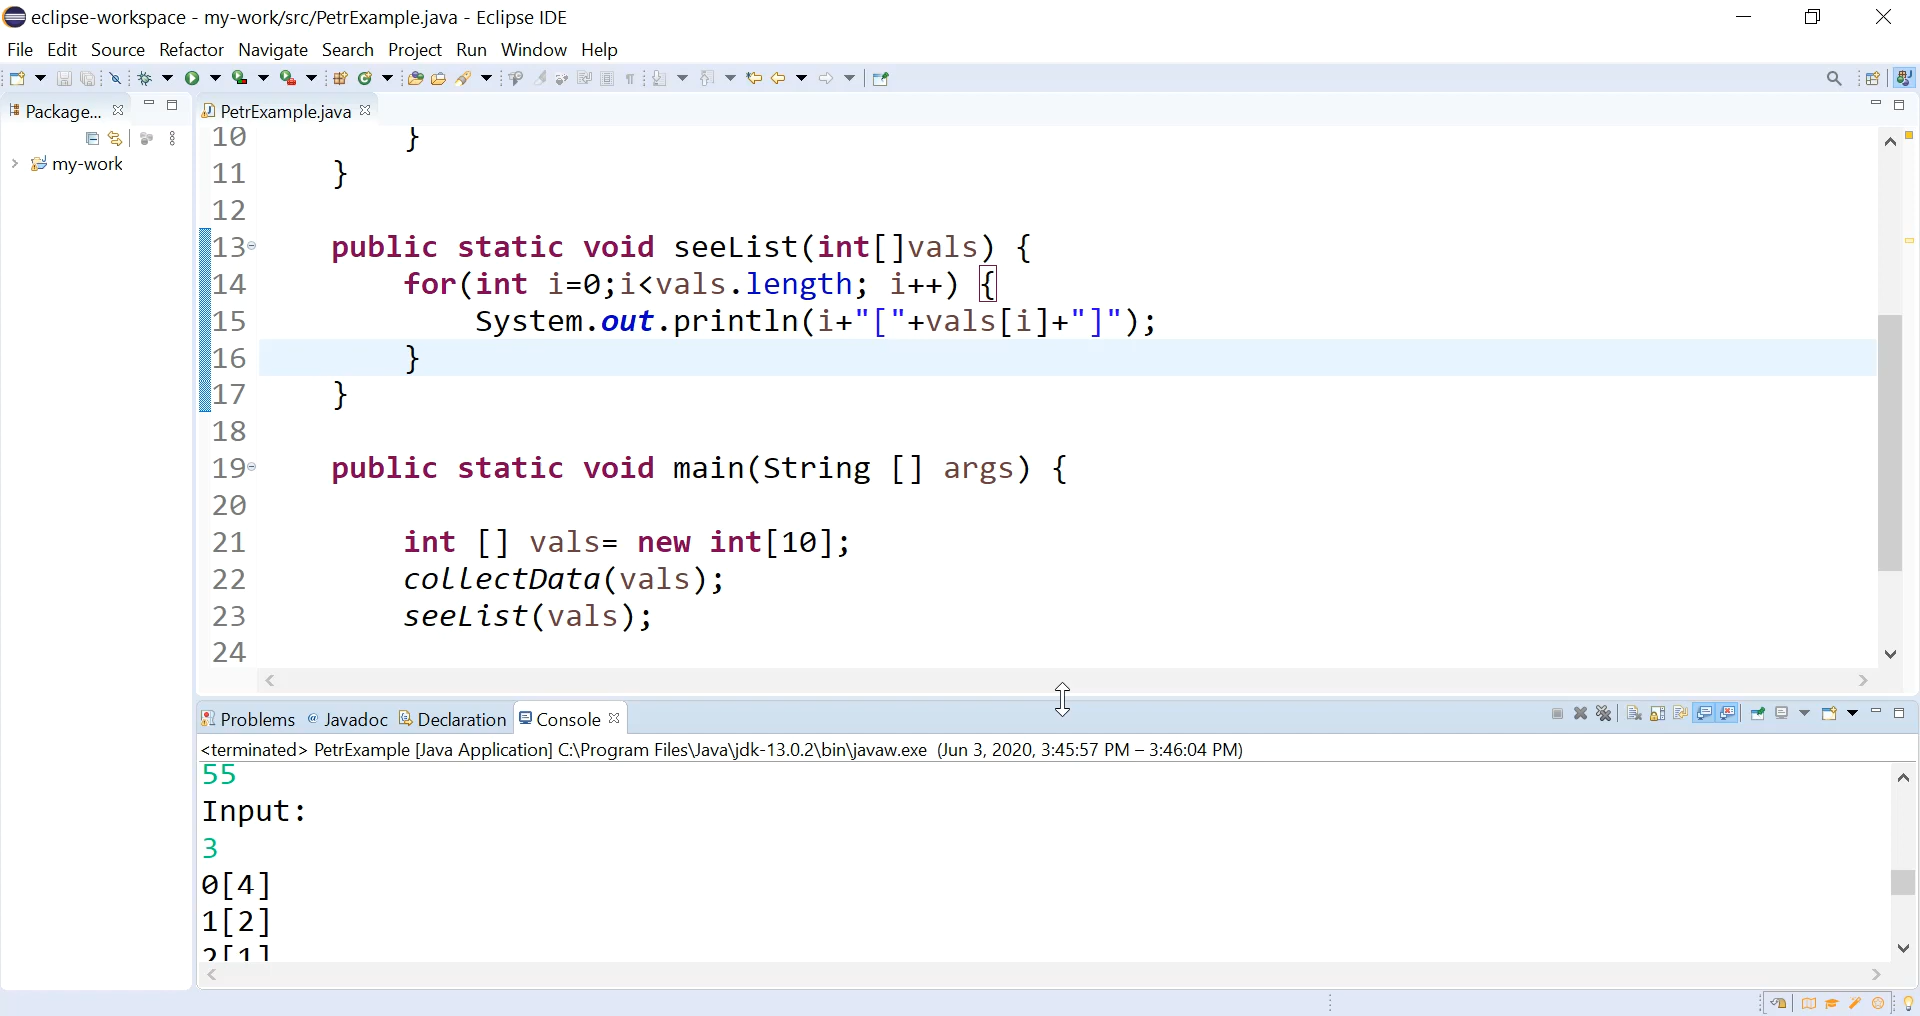 eclipse-workspace - my-work/src/PetrExample.java - Eclipse IDE
File Edit Source Refactor Navigate Search Project Run Window Help
Package...
PetrExample.java
my-work
10 }
11 }
12
13 public static void seeList(int[]vals) {
14 for(int i=0;i<vals.length; i++) {
15 System.out.println(i+"["+vals[i]+"]");
16 }
17 }
18
19 public static void main(String [] args) {
20
21 int [] vals= new int[10];
22 collectData(vals);
23 seeList(vals);
24
Problems @ Javadoc Declaration Console
<terminated> PetrExample [Java Application] C:\Program Files\Java\jdk-13.0.2\bin\javaw.exe (Jun 3, 2020, 3:45:57 PM – 3:46:04 PM)
55
Input:
3
0[4]
1[2]
2[1]